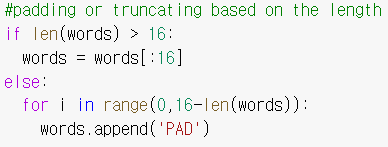 #padding or truncating based on the length
if len(words) > 16:
  words = words[:16]
else:
  for i in range(0,16-len(words)):
    words.append('PAD')